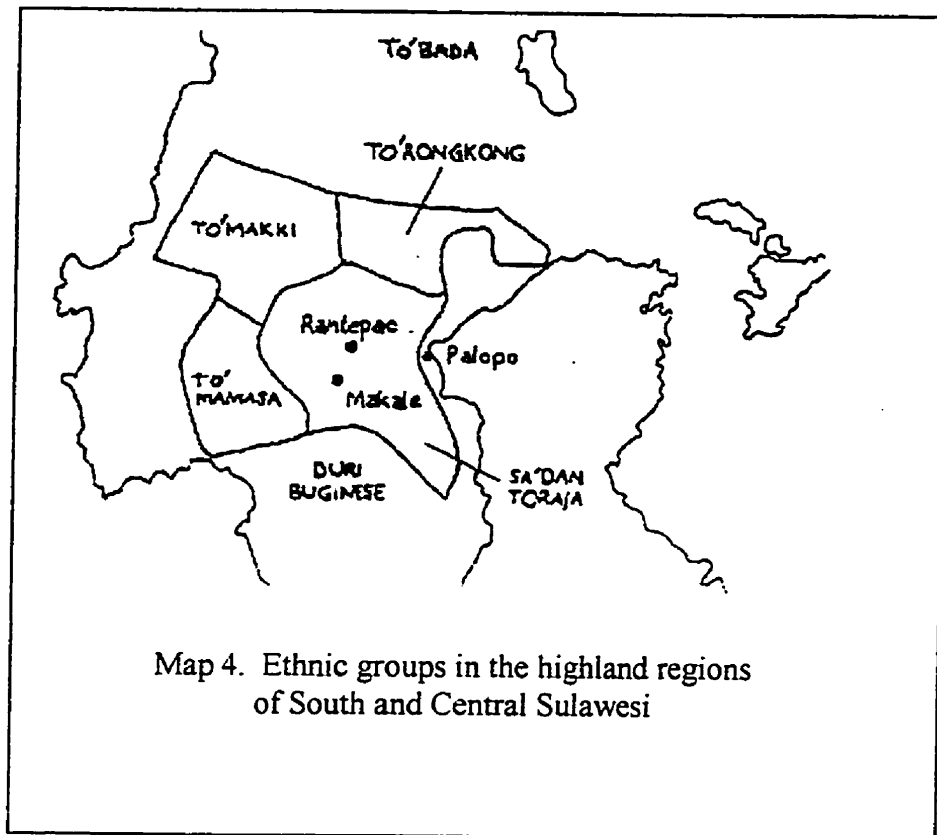 TO'BADA
TO'RONGKONG
TO'MAKKI
Rantepao
Palopo
TO'
MAMASA
Makale
BURI
BUGINESE
SA'DAN
TORAJA
Map 4. Ethnic groups in the highland regions
of South and Central Sulawesi